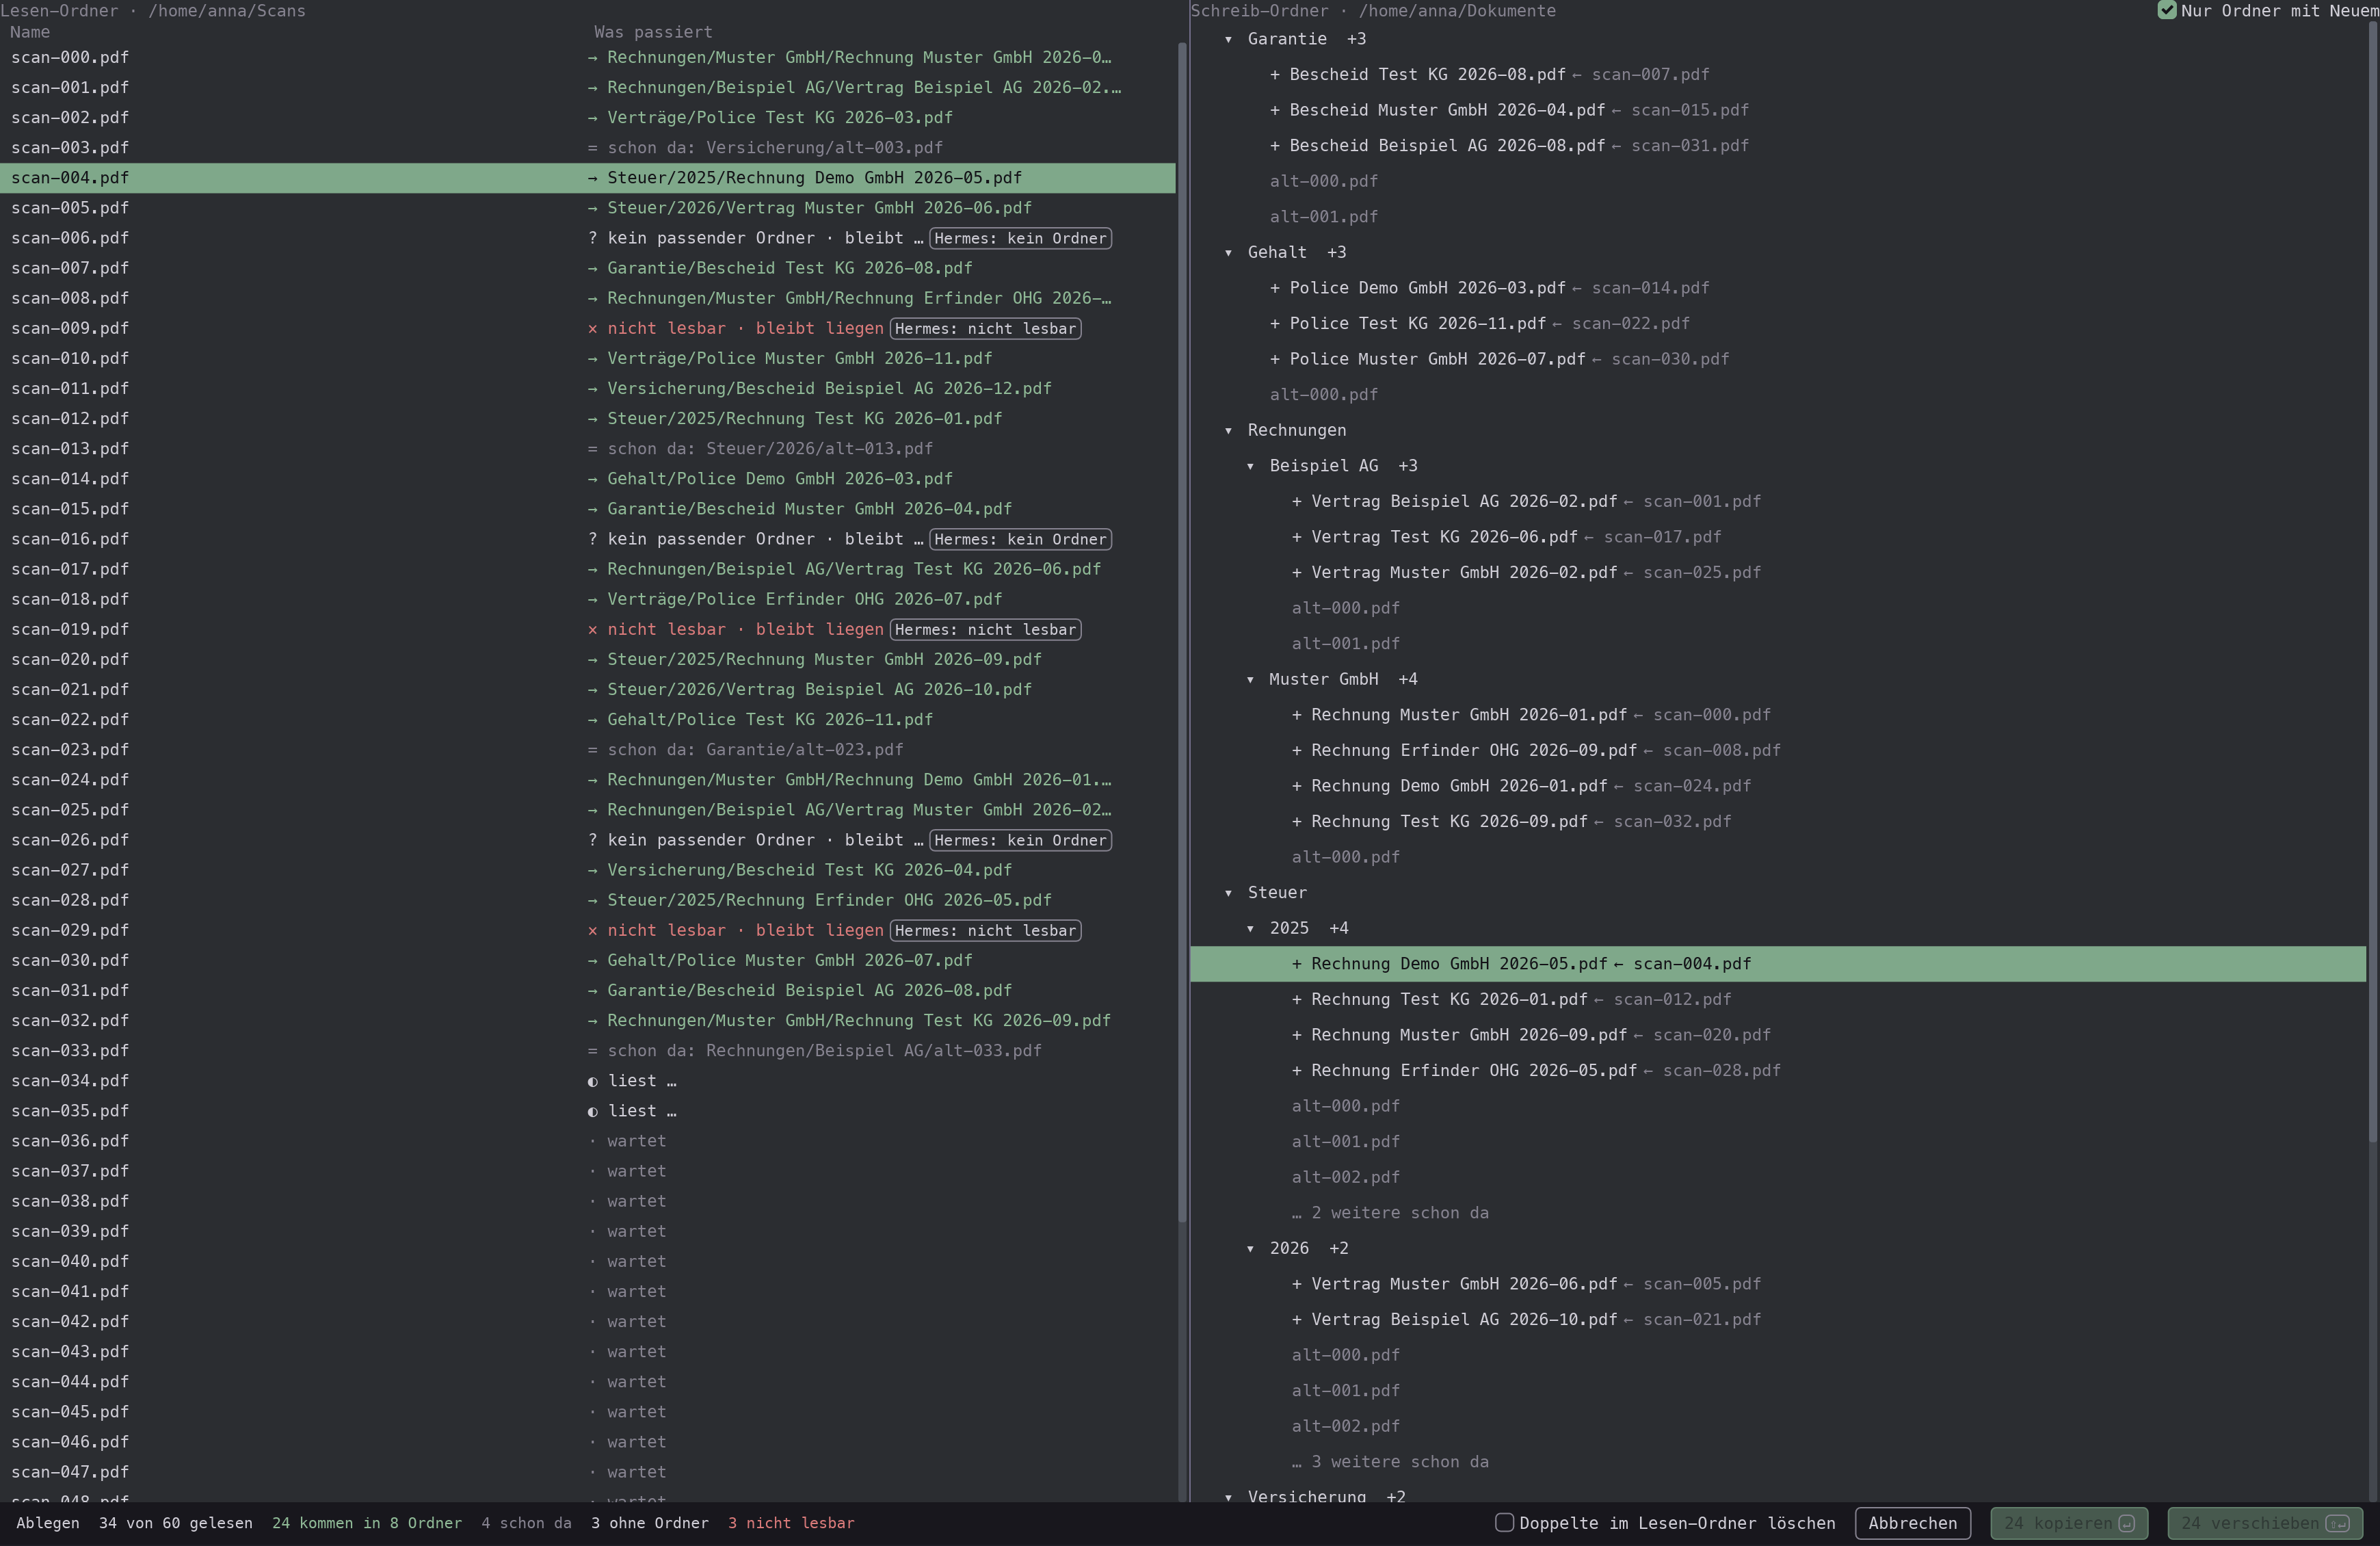 Lesen-Ordner · /home/anna/Scans
Name Was passiert
scan-000.pdf → Rechnungen/Muster GmbH/Rechnung Muster GmbH 2026-0…
scan-001.pdf → Rechnungen/Beispiel AG/Vertrag Beispiel AG 2026-02.…
scan-002.pdf → Verträge/Police Test KG 2026-03.pdf
scan-003.pdf = schon da: Versicherung/alt-003.pdf
scan-004.pdf → Steuer/2025/Rechnung Demo GmbH 2026-05.pdf
scan-005.pdf → Steuer/2026/Vertrag Muster GmbH 2026-06.pdf
scan-006.pdf ? kein passender Ordner · bleibt … Hermes: kein Ordner
scan-007.pdf → Garantie/Bescheid Test KG 2026-08.pdf
scan-008.pdf → Rechnungen/Muster GmbH/Rechnung Erfinder OHG 2026-…
scan-009.pdf × nicht lesbar · bleibt liegen Hermes: nicht lesbar
scan-010.pdf → Verträge/Police Muster GmbH 2026-11.pdf
scan-011.pdf → Versicherung/Bescheid Beispiel AG 2026-12.pdf
scan-012.pdf → Steuer/2025/Rechnung Test KG 2026-01.pdf
scan-013.pdf = schon da: Steuer/2026/alt-013.pdf
scan-014.pdf → Gehalt/Police Demo GmbH 2026-03.pdf
scan-015.pdf → Garantie/Bescheid Muster GmbH 2026-04.pdf
scan-016.pdf ? kein passender Ordner · bleibt … Hermes: kein Ordner
scan-017.pdf → Rechnungen/Beispiel AG/Vertrag Test KG 2026-06.pdf
scan-018.pdf → Verträge/Police Erfinder OHG 2026-07.pdf
scan-019.pdf × nicht lesbar · bleibt liegen Hermes: nicht lesbar
scan-020.pdf → Steuer/2025/Rechnung Muster GmbH 2026-09.pdf
scan-021.pdf → Steuer/2026/Vertrag Beispiel AG 2026-10.pdf
scan-022.pdf → Gehalt/Police Test KG 2026-11.pdf
scan-023.pdf = schon da: Garantie/alt-023.pdf
scan-024.pdf → Rechnungen/Muster GmbH/Rechnung Demo GmbH 2026-01.…
scan-025.pdf → Rechnungen/Beispiel AG/Vertrag Muster GmbH 2026-02…
scan-026.pdf ? kein passender Ordner · bleibt … Hermes: kein Ordner
scan-027.pdf → Versicherung/Bescheid Test KG 2026-04.pdf
scan-028.pdf → Steuer/2025/Rechnung Erfinder OHG 2026-05.pdf
scan-029.pdf × nicht lesbar · bleibt liegen Hermes: nicht lesbar
scan-030.pdf → Gehalt/Police Muster GmbH 2026-07.pdf
scan-031.pdf → Garantie/Bescheid Beispiel AG 2026-08.pdf
scan-032.pdf → Rechnungen/Muster GmbH/Rechnung Test KG 2026-09.pdf
scan-033.pdf = schon da: Rechnungen/Beispiel AG/alt-033.pdf
scan-034.pdf ◐ liest …
scan-035.pdf ◐ liest …
scan-036.pdf · wartet
scan-037.pdf · wartet
scan-038.pdf · wartet
scan-039.pdf · wartet
scan-040.pdf · wartet
scan-041.pdf · wartet
scan-042.pdf · wartet
scan-043.pdf · wartet
scan-044.pdf · wartet
scan-045.pdf · wartet
scan-046.pdf · wartet
scan-047.pdf · wartet
scan-048.pdf · wartet
Schreib-Ordner · /home/anna/Dokumente Nur Ordner mit Neuem
▾ Garantie +3
+ Bescheid Test KG 2026-08.pdf ← scan-007.pdf
+ Bescheid Muster GmbH 2026-04.pdf ← scan-015.pdf
+ Bescheid Beispiel AG 2026-08.pdf ← scan-031.pdf
alt-000.pdf
alt-001.pdf
▾ Gehalt +3
+ Police Demo GmbH 2026-03.pdf ← scan-014.pdf
+ Police Test KG 2026-11.pdf ← scan-022.pdf
+ Police Muster GmbH 2026-07.pdf ← scan-030.pdf
alt-000.pdf
▾ Rechnungen
▾ Beispiel AG +3
+ Vertrag Beispiel AG 2026-02.pdf ← scan-001.pdf
+ Vertrag Test KG 2026-06.pdf ← scan-017.pdf
+ Vertrag Muster GmbH 2026-02.pdf ← scan-025.pdf
alt-000.pdf
alt-001.pdf
▾ Muster GmbH +4
+ Rechnung Muster GmbH 2026-01.pdf ← scan-000.pdf
+ Rechnung Erfinder OHG 2026-09.pdf ← scan-008.pdf
+ Rechnung Demo GmbH 2026-01.pdf ← scan-024.pdf
+ Rechnung Test KG 2026-09.pdf ← scan-032.pdf
alt-000.pdf
▾ Steuer
▾ 2025 +4
+ Rechnung Demo GmbH 2026-05.pdf ← scan-004.pdf
+ Rechnung Test KG 2026-01.pdf ← scan-012.pdf
+ Rechnung Muster GmbH 2026-09.pdf ← scan-020.pdf
+ Rechnung Erfinder OHG 2026-05.pdf ← scan-028.pdf
alt-000.pdf
alt-001.pdf
alt-002.pdf
… 2 weitere schon da
▾ 2026 +2
+ Vertrag Muster GmbH 2026-06.pdf ← scan-005.pdf
+ Vertrag Beispiel AG 2026-10.pdf ← scan-021.pdf
alt-000.pdf
alt-001.pdf
alt-002.pdf
… 3 weitere schon da
▾ Versicherung +2
Ablegen 34 von 60 gelesen 24 kommen in 8 Ordner 4 schon da 3 ohne Ordner 3 nicht lesbar Doppelte im Lesen-Ordner löschen Abbrechen 24 kopieren ↵ 24 verschieben ⇧↵